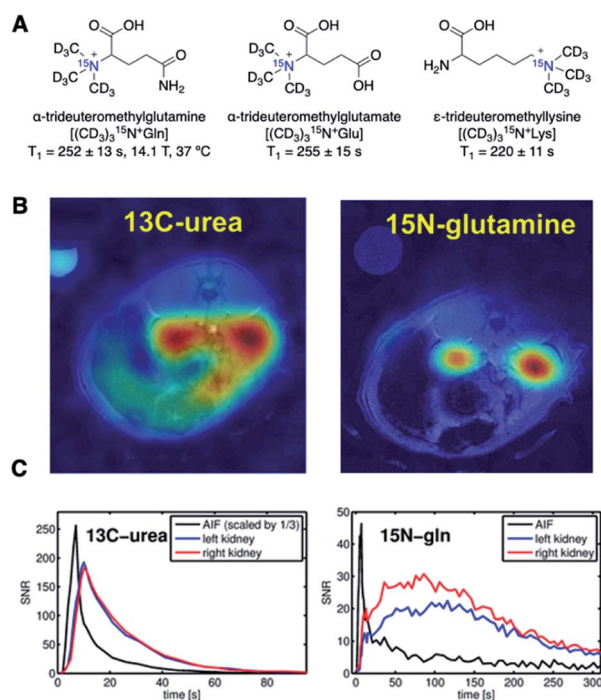 A
COOH COOH COOH
D3C 15N+ O D3C 15N+ O H2N 15N+ CD3
D3C CD3 NH2 D3C CD3 OH D3C CD3
α-trideuteromethylglutamine α-trideuteromethylglutamate ε-trideuteromethyllysine
[(CD3)3 15N+Gln] [(CD3)3 15N+Glu] [(CD3)3 15N+Lys]
T1 = 252 ± 13 s, 14.1 T, 37 ºC T1 = 255 ± 15 s T1 = 220 ± 11 s
B
13C-urea 15N-glutamine
C
13C−urea
AIF (scaled by 1/3)
left kidney
right kidney
SNR
250
200
150
100
50
0
0 20 40 60 80
time [s]
15N−gln
AIF
left kidney
right kidney
SNR
50
40
30
20
10
0
0 50 100 150 200 250 300
time [s]